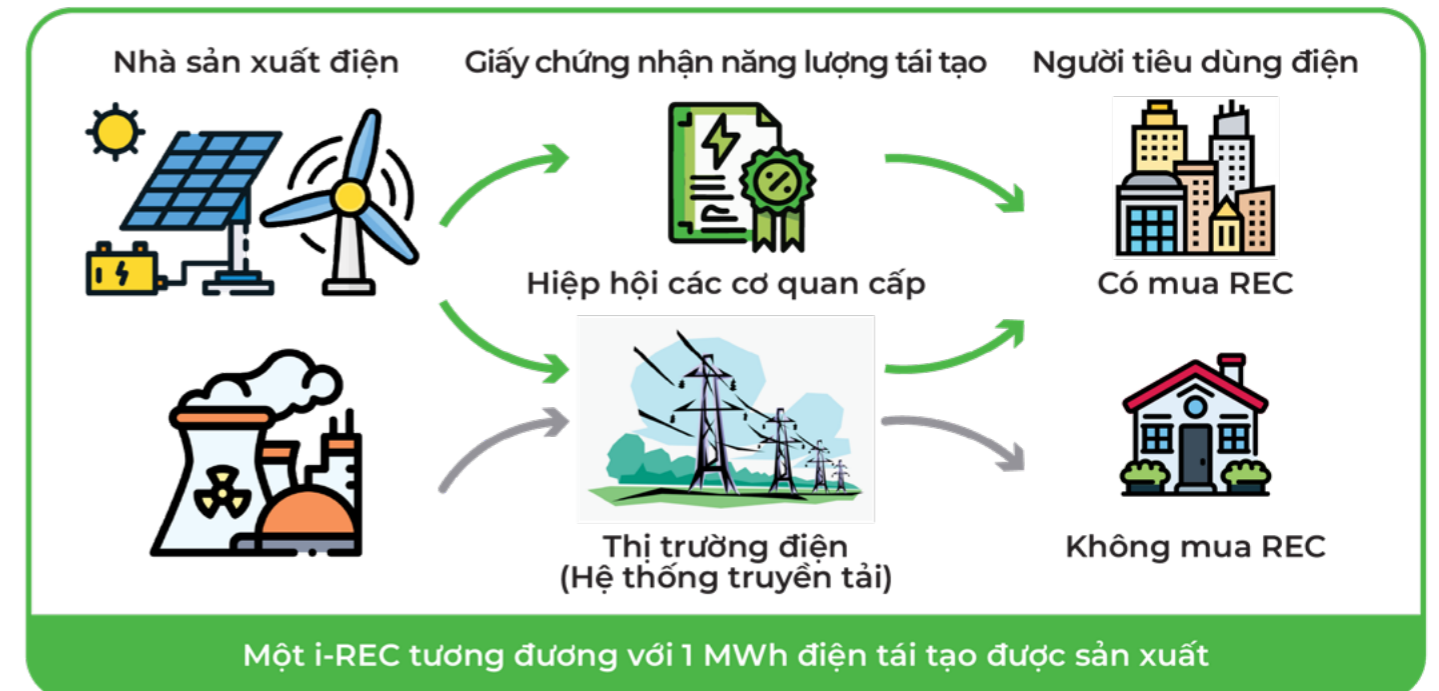 Nhà sản xuất điện
Giấy chứng nhận năng lượng tái tạo
Người tiêu dùng điện
Hiệp hội các cơ quan cấp
Có mua REC
Thị trường điện
(Hệ thống truyền tải)
Không mua REC
Một i-REC tương đương với 1 MWh điện tái tạo được sản xuất